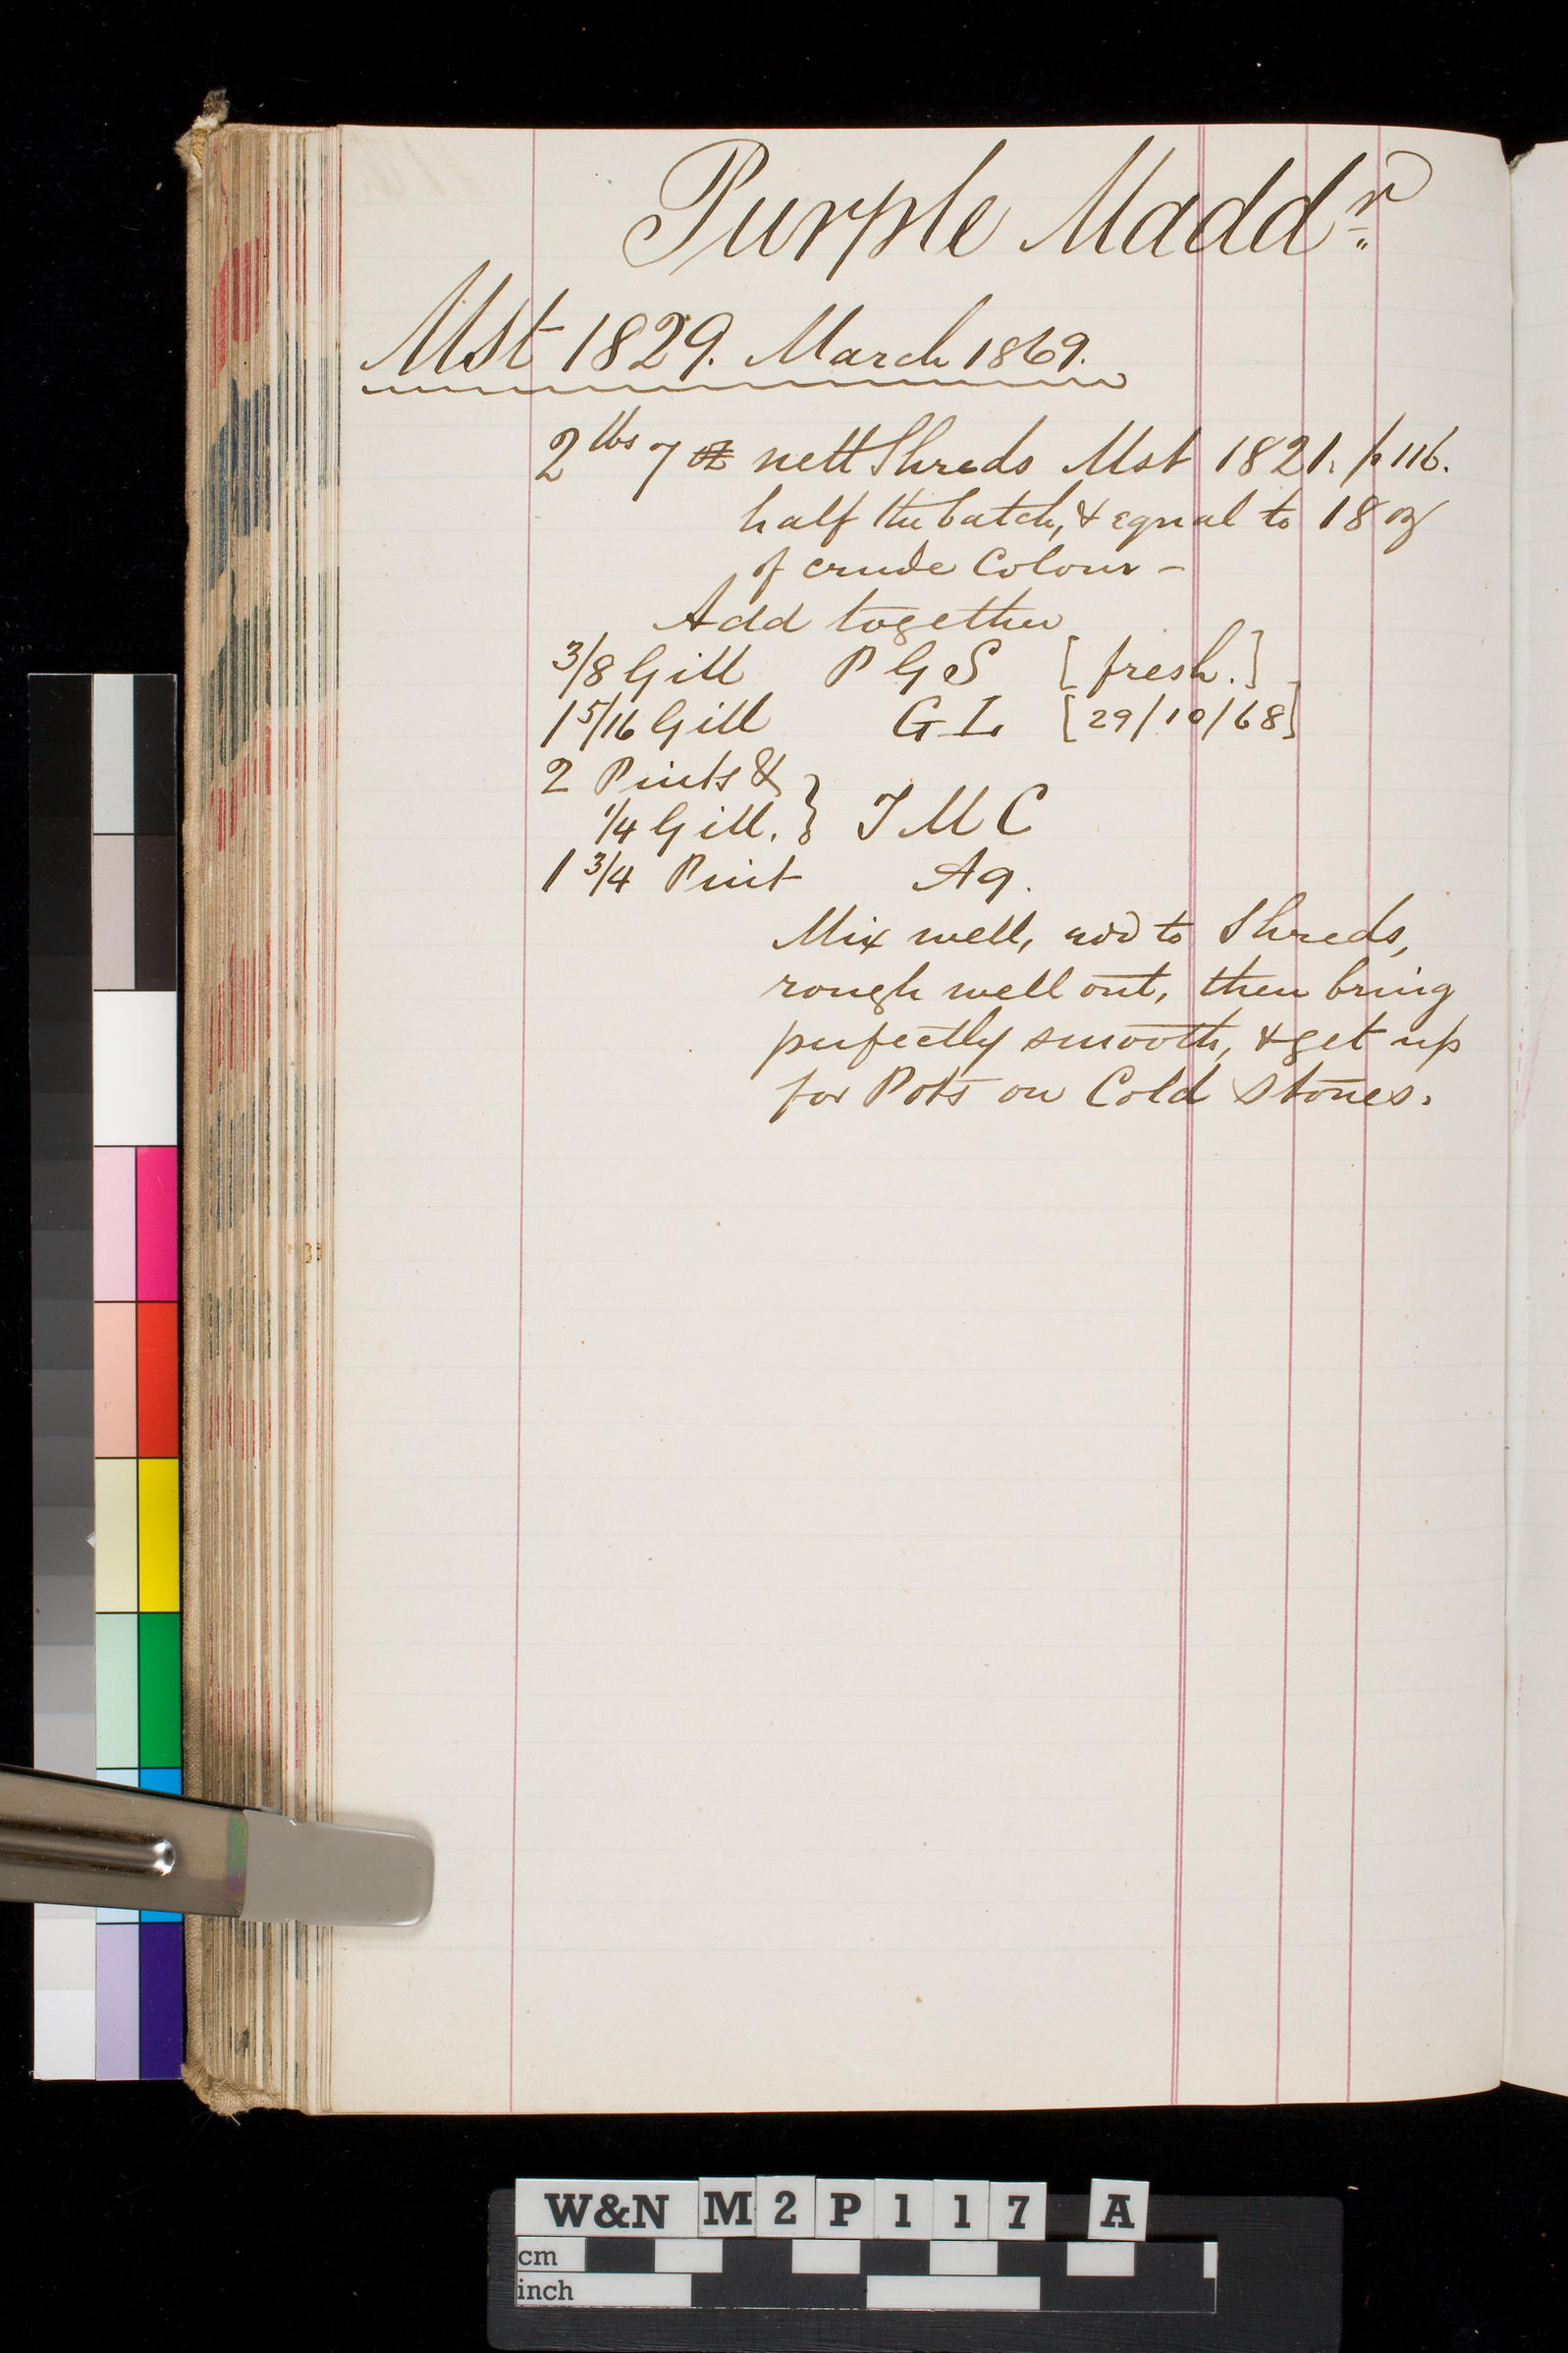 Purple Maddr
Mst 1829. March 1869.
2 lbs 7 oz nett Shreds Mst 1821. p 116.
half the batch, & equal to 18 oz
of crude Colour -
Add together
3/8 Gill P G S [fresh.]
1 5/16 Gill G L [29/10/68]
2 Pints &
1/4 Gill. } T M C
1 3/4 Pint Aq.
Mix well, add to Shreds,
rough well out, then bring
perfectly smooth, & get up
for Pots on Cold Stones.
W&N M 2 P 1 1 7 A
cm
inch